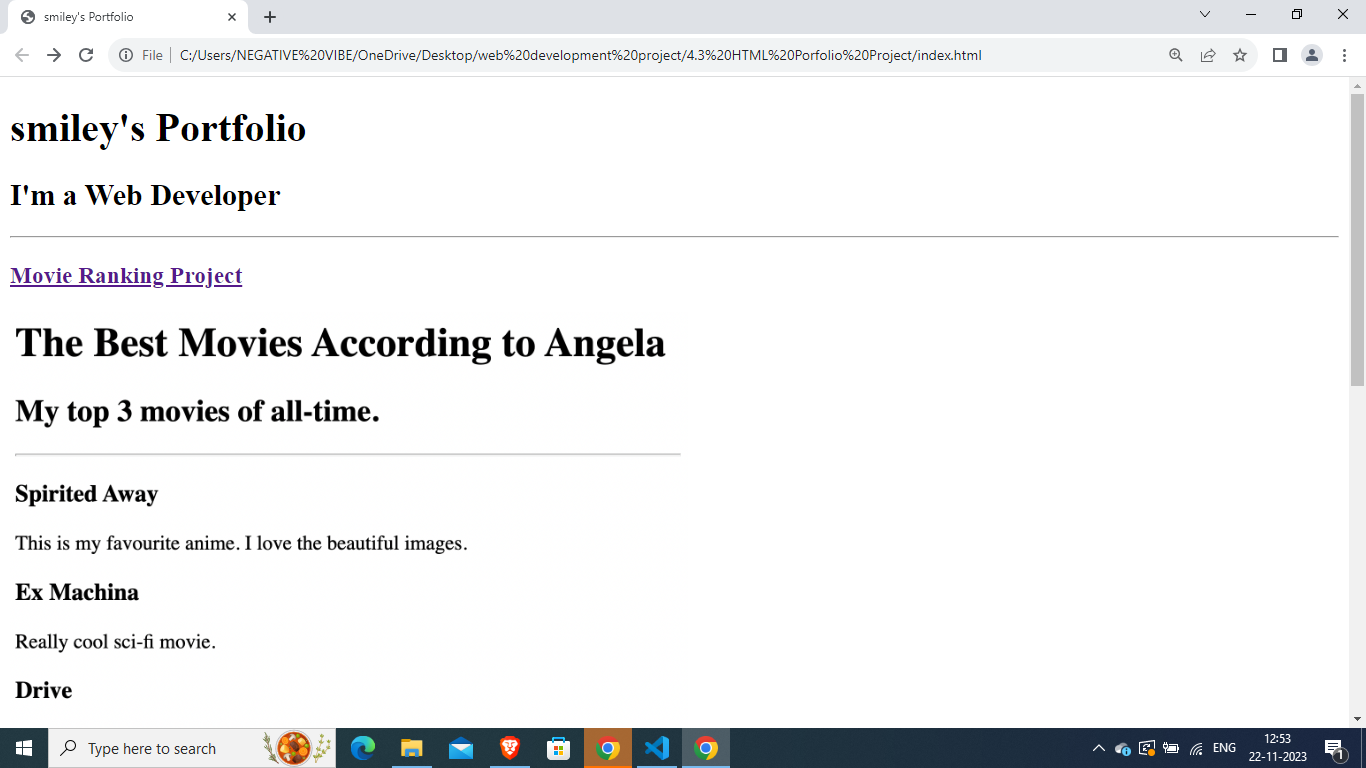 smiley's Portfolio
File
C:/Users/NEGATIVE%20VIBE/OneDrive/Desktop/web%20development%20project/4.3%20HTML%20Porfolio%20Project/index.html
smiley's Portfolio
I'm a Web Developer
Movie Ranking Project
The Best Movies According to Angela
My top 3 movies of all-time.
Spirited Away
This is my favourite anime. I love the beautiful images.
Ex Machina
Really cool sci-fi movie.
Drive
Type here to search
ENG
12:53
22-11-2023
1